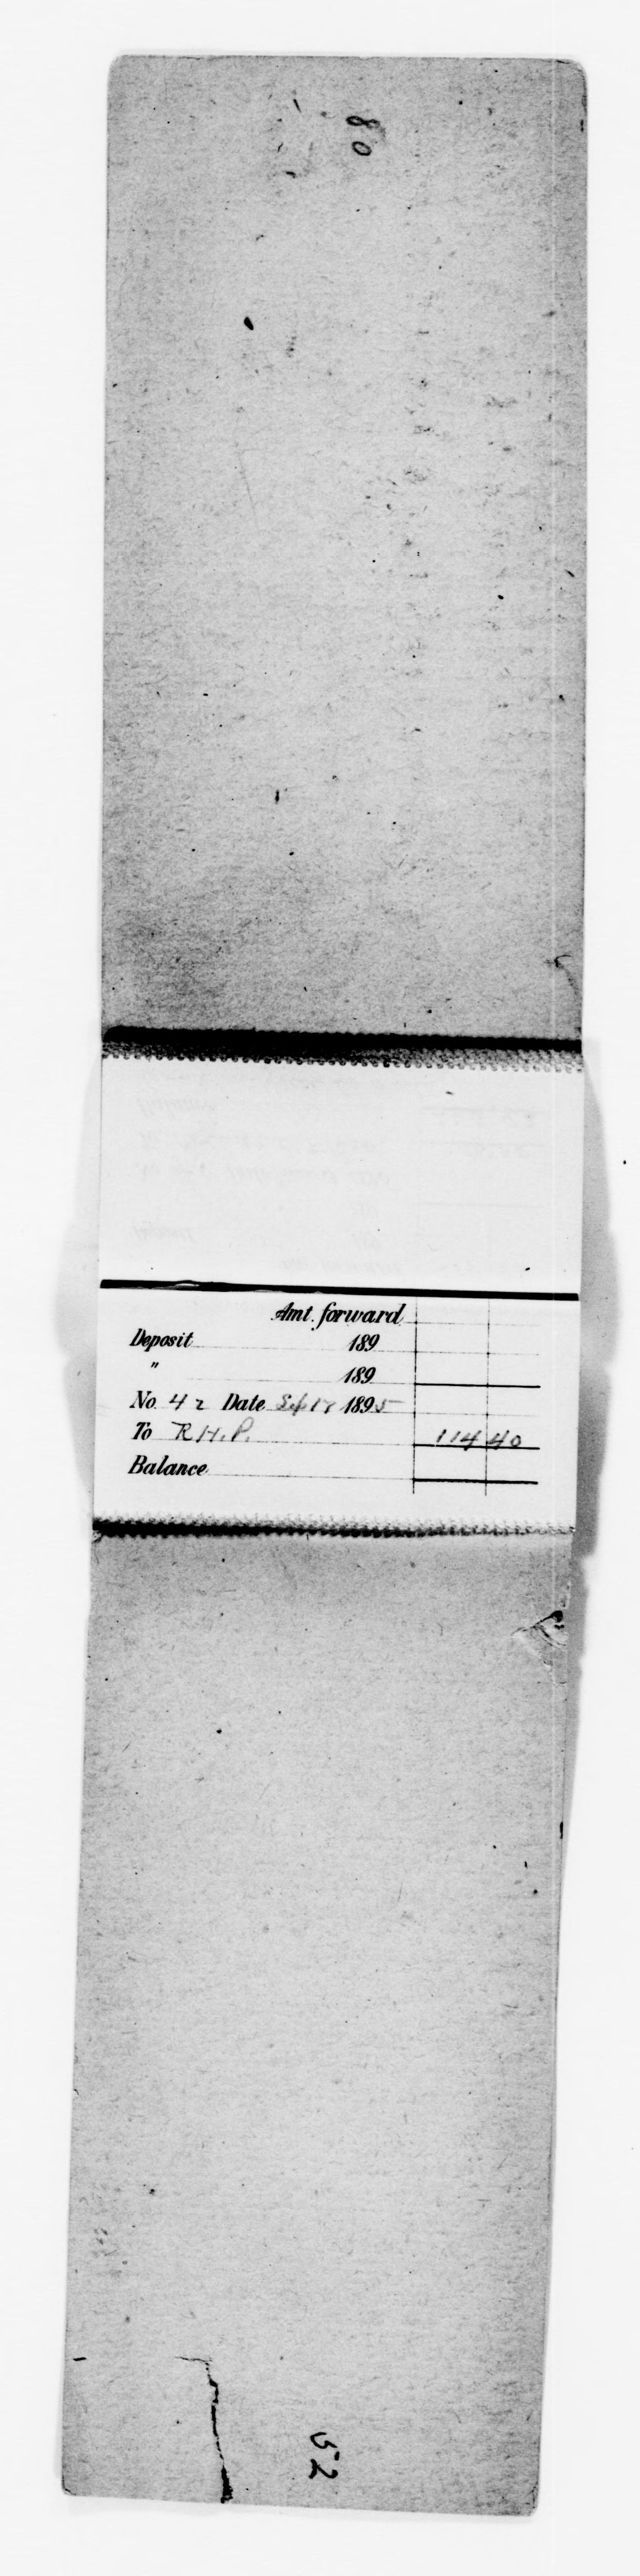 80
Amt. forward
Deposit 189
" 189
No. 42 Date Sep 17 1895
To R.H.P. 114 40
Balance
52